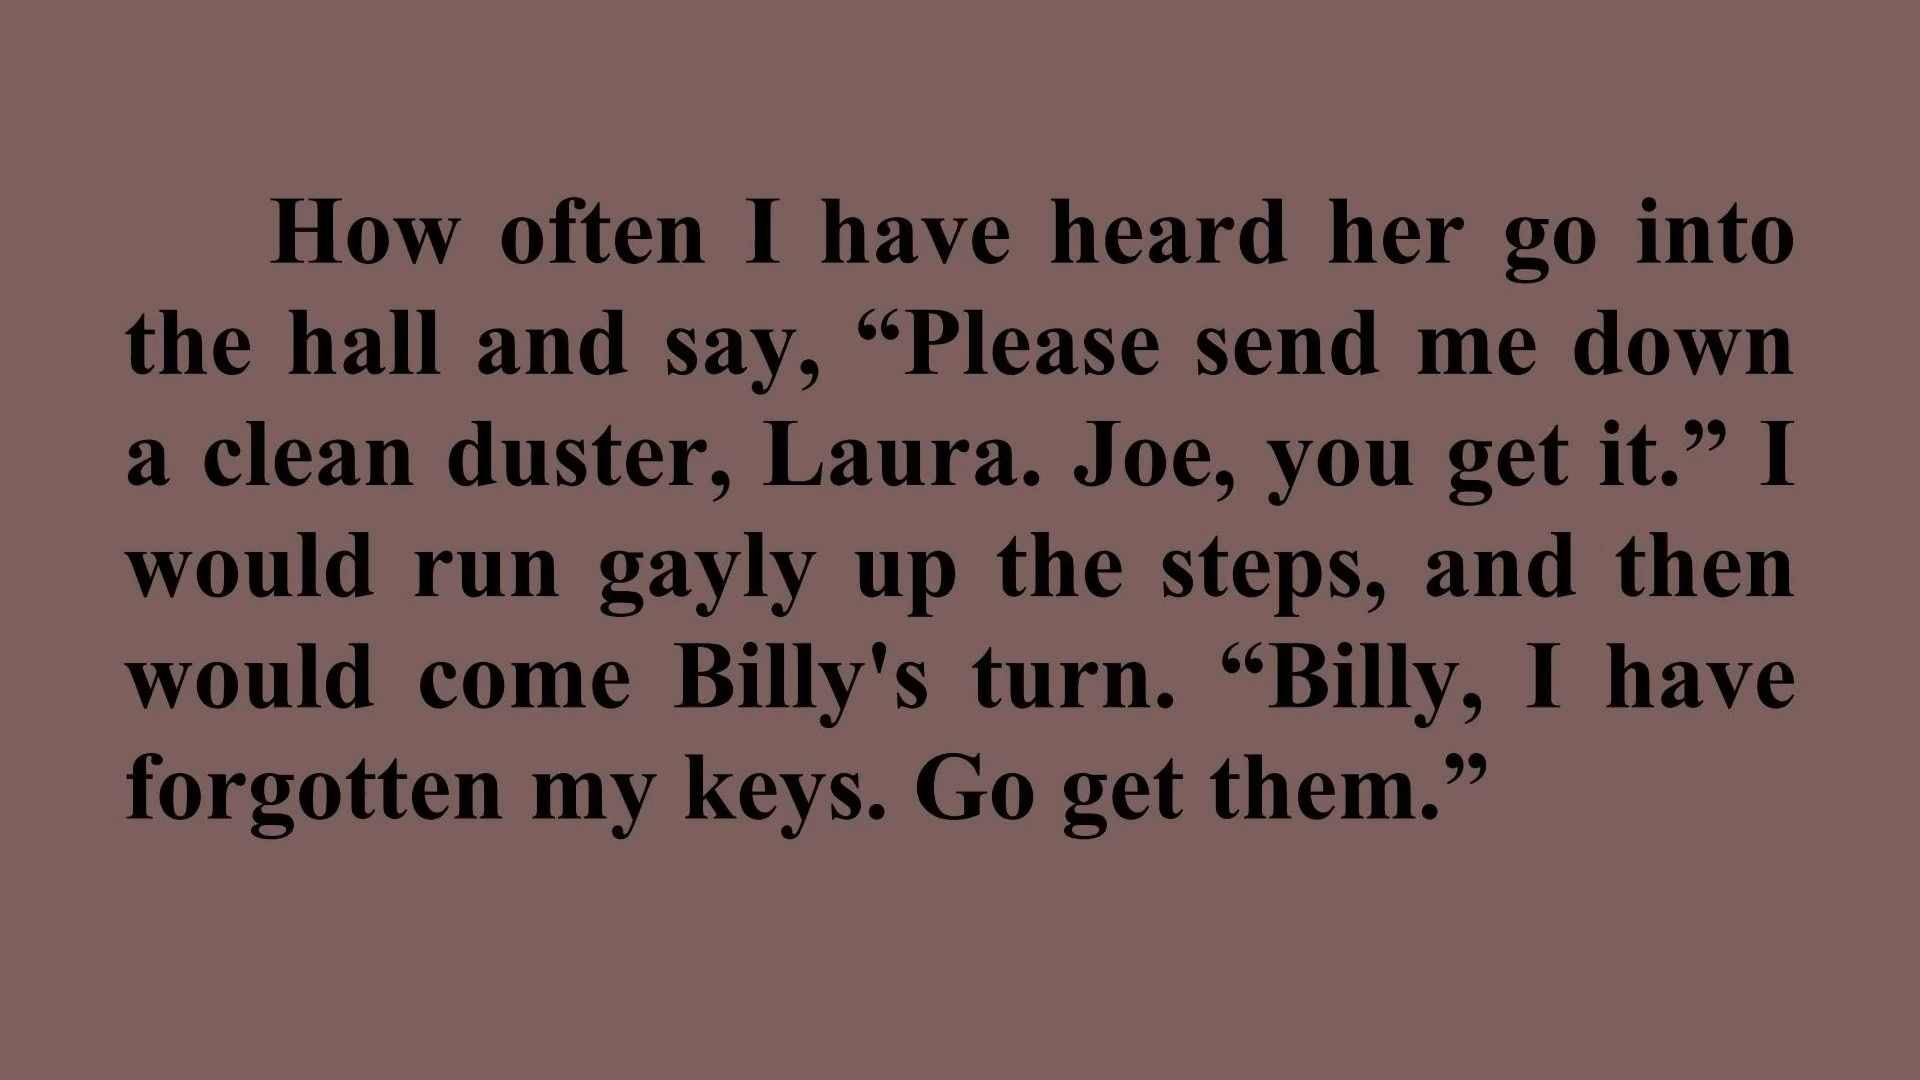 How often I have heard her go into
the hall and say, “Please send me down
a clean duster, Laura. Joe, you get it.” I
would run gayly up the steps, and then
would come Billy's turn. “Billy, I have
forgotten my keys. Go get them.”